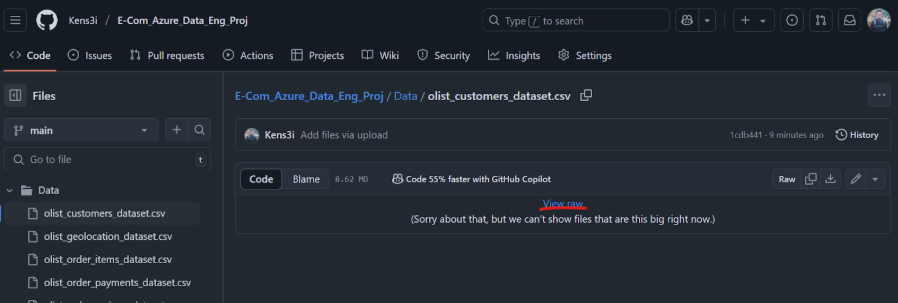 Kens3i / E-Com_Azure_Data_Eng_Proj
Type / to search
Code Issues Pull requests Actions Projects Wiki Security Insights Settings
Files
main
Go to file
t
Data
olist_customers_dataset.csv
olist_geolocation_dataset.csv
olist_order_items_dataset.csv
olist_order_payments_dataset.csv
E-Com_Azure_Data_Eng_Proj / Data / olist_customers_dataset.csv
Kens3i Add files via upload
1cdb441 · 9 minutes ago
History
Code Blame 8.62 MB Code 55% faster with GitHub Copilot
Raw
View raw
(Sorry about that, but we can't show files that are this big right now.)